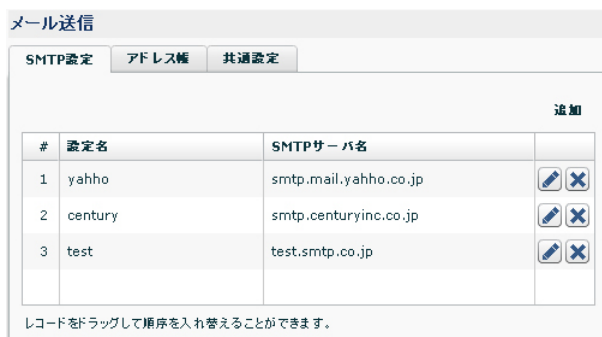 メール送信
SMTP設定 アドレス帳 共通設定
追加
# 設定名 SMTPサーバ名
1 yahho smtp.mail.yahho.co.jp
2 century smtp.centuryinc.co.jp
3 test test.smtp.co.jp
レコードをドラッグして順序を入れ替えることができます。